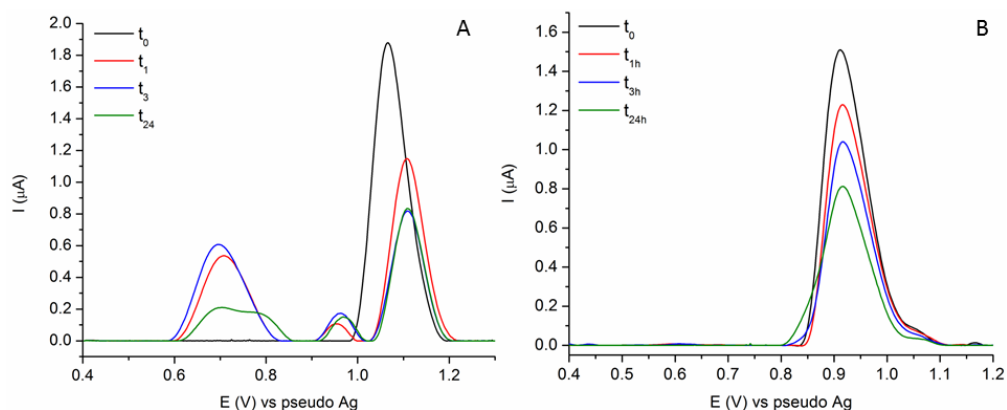 A
t₀
t₁
t₃
t₂₄
I (μA)
2.0
1.8
1.6
1.4
1.2
1.0
0.8
0.6
0.4
0.2
0.0
0.4 0.6 0.8 1.0 1.2
E (V) vs pseudo Ag
B
t₀
t₁ₕ
t₃ₕ
t₂₄ₕ
I (μA)
1.6
1.4
1.2
1.0
0.8
0.6
0.4
0.2
0.0
0.4 0.5 0.6 0.7 0.8 0.9 1.0 1.1 1.2
E (V) vs pseudo Ag